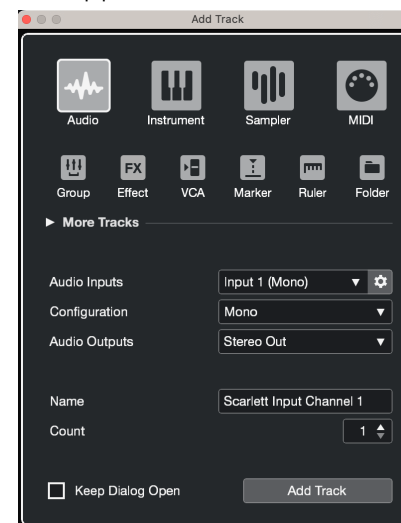 Add Track
Audio Instrument Sampler MIDI
FX
Group Effect VCA Marker Ruler Folder
More Tracks
Audio Inputs Input 1 (Mono)
Configuration Mono
Audio Outputs Stereo Out
Name Scarlett Input Channel 1
Count 1
Keep Dialog Open Add Track